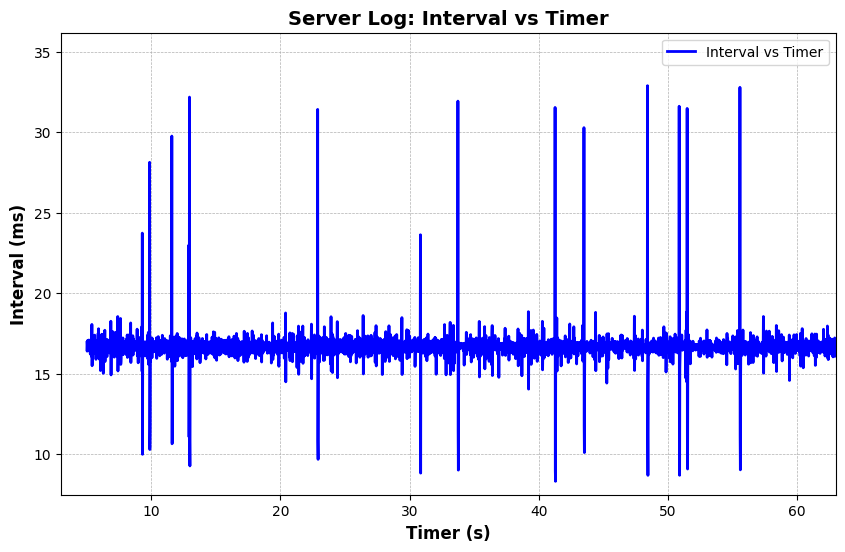 Server Log: Interval vs Timer
Interval vs Timer
35
30
25
20
15
10
Interval (ms)
10 20 30 40 50 60
Timer (s)